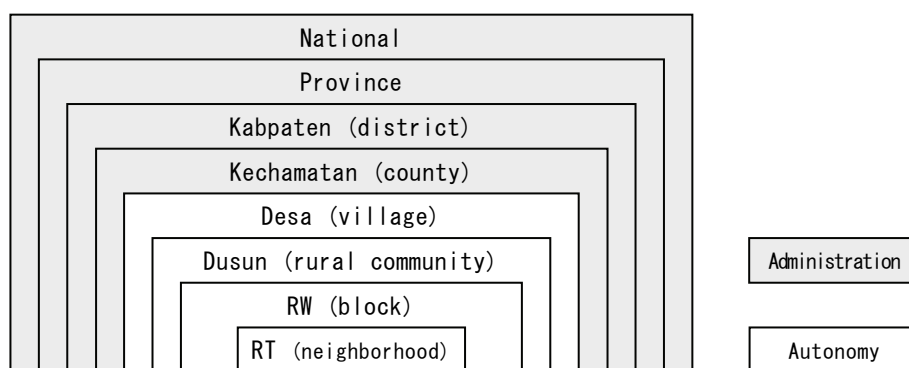 National
Province
Kabpaten (district)
Kechamatan (county)
Desa (village)
Dusun (rural community)
RW (block)
RT (neighborhood)
Administration
Autonomy